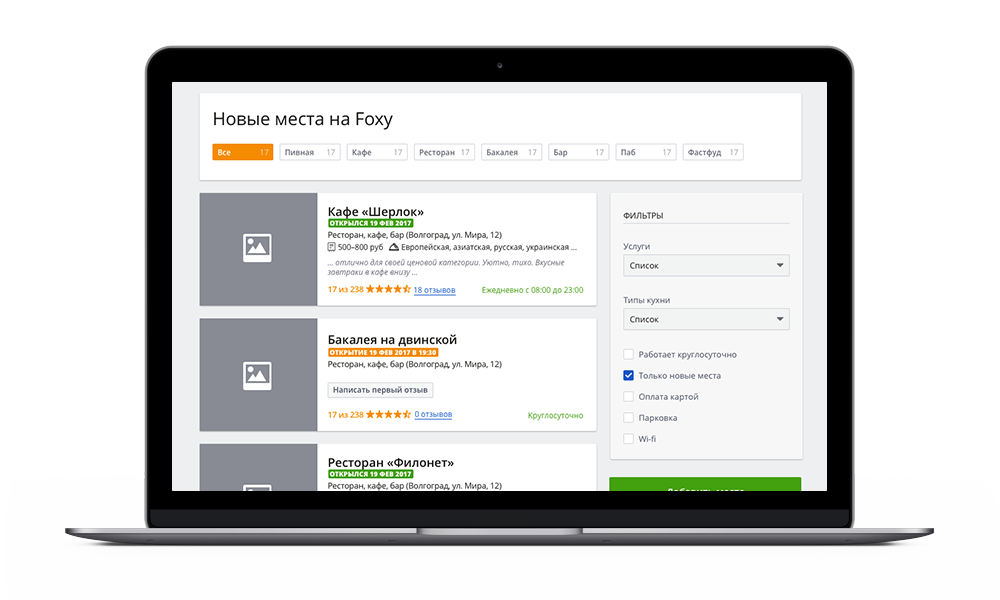 Новые места на Foxy
Все 17 Пивная 17 Кафе 17 Ресторан 17 Бакалея 17 Бар 17 Паб 17 Фастфуд 17
Кафе «Шерлок»
ОТКРЫЛСЯ 19 ФЕВ 2017
Ресторан, кафе, бар (Волгоград, ул. Мира, 12)
500–800 руб Европейская, азиатская, русская, украинская ...
... отлично для своей ценовой категории. Уютно, тихо. Вкусные
завтраки в кафе внизу ...
17 из 238 18 отзывов Ежедневно с 08:00 до 23:00
Бакалея на двинской
ОТКРЫТИЕ 19 ФЕВ 2017 В 19:30
Ресторан, кафе, бар (Волгоград, ул. Мира, 12)
Написать первый отзыв
17 из 238 0 отзывов Круглосуточно
Ресторан «Филонет»
ОТКРЫЛСЯ 19 ФЕВ 2017
Ресторан, кафе, бар (Волгоград, ул. Мира, 12)
ФИЛЬТРЫ
Услуги
Список
Типы кухни
Список
Работает круглосуточно
Только новые места
Оплата картой
Парковка
Wi-fi